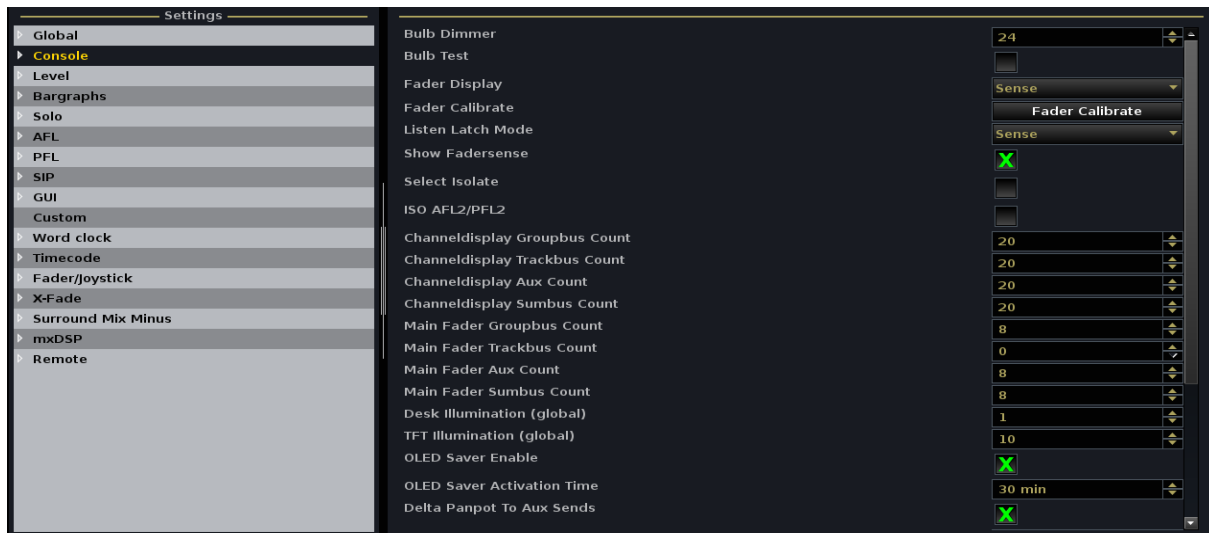 Settings
Global
Console
Level
Bargraphs
Solo
AFL
PFL
SIP
GUI
Custom
Word clock
Timecode
Fader/Joystick
X-Fade
Surround Mix Minus
mxDSP
Remote
Bulb Dimmer 24
Bulb Test
Fader Display Sense
Fader Calibrate Fader Calibrate
Listen Latch Mode Sense
Show Fadersense X
Select Isolate
ISO AFL2/PFL2
Channeldisplay Groupbus Count 20
Channeldisplay Trackbus Count 20
Channeldisplay Aux Count 20
Channeldisplay Sumbus Count 20
Main Fader Groupbus Count 8
Main Fader Trackbus Count 0
Main Fader Aux Count 8
Main Fader Sumbus Count 8
Desk Illumination (global) 1
TFT Illumination (global) 10
OLED Saver Enable X
OLED Saver Activation Time 30 min
Delta Panpot To Aux Sends X